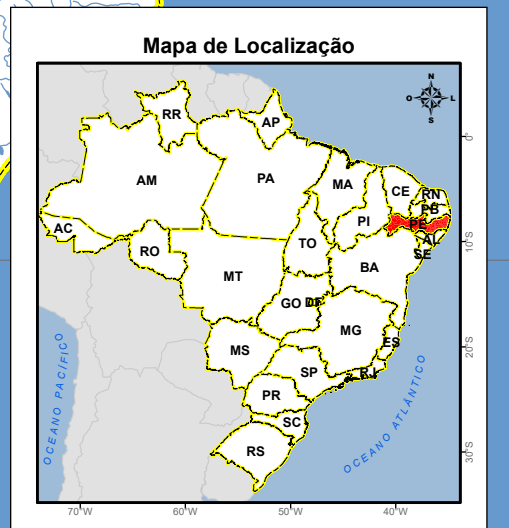 Mapa de Localização
N
O L
S
RR
AP
0°
AM
PA
MA
CE
RN
PB
PI
PE
AC
TO
AL
10°S
RO
SE
BA
MT
GO
DF
MG
MS
ES
20°S
SP
RJ
PR
SC
OCEANO PACÍFICO
OCEANO ATLÂNTICO
RS
30°S
70°W 60°W 50°W 40°W